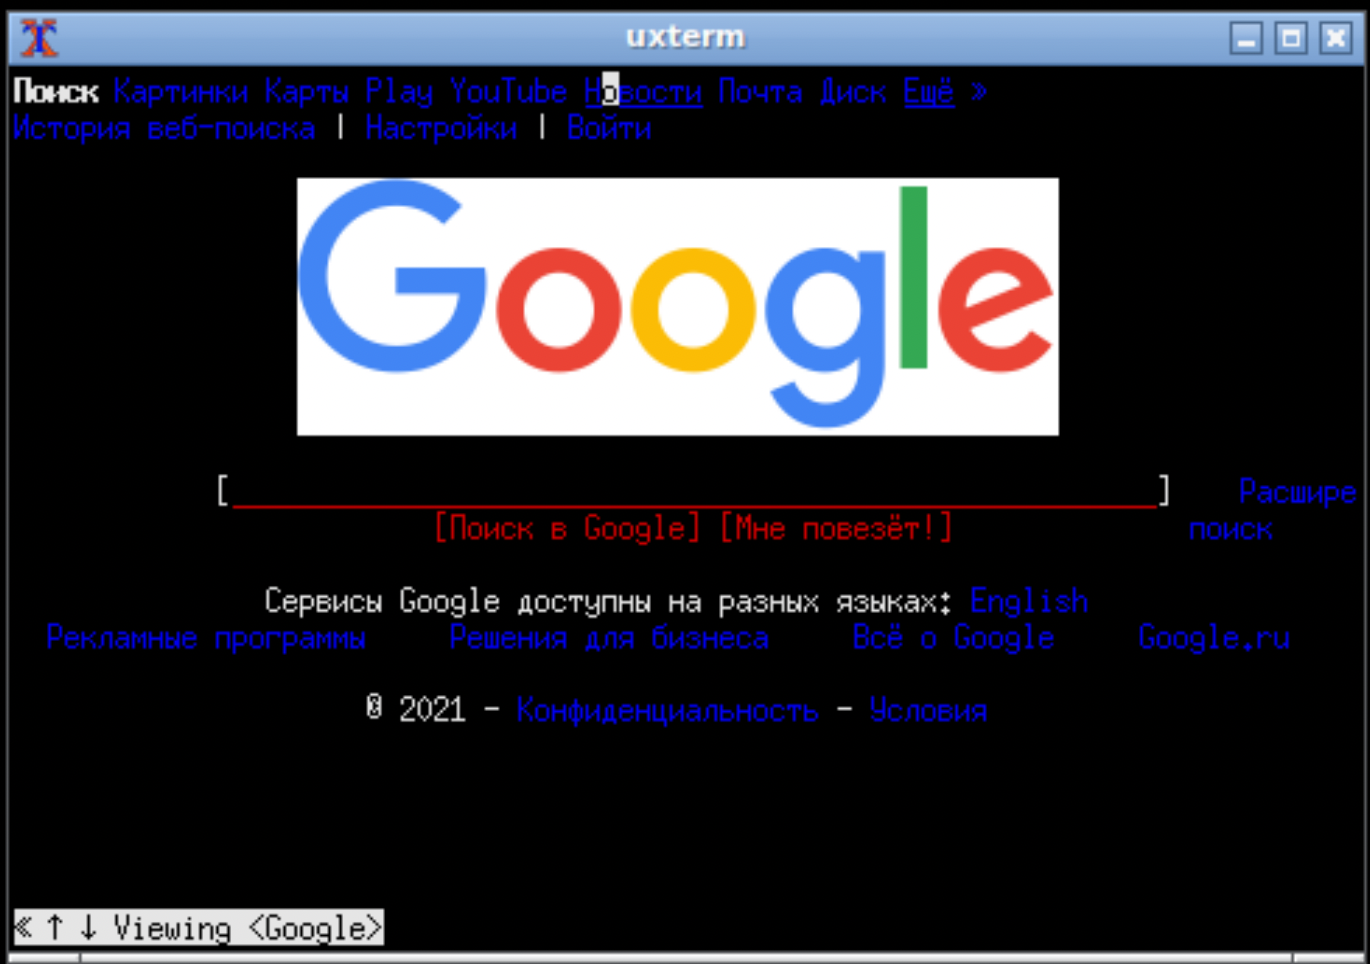 uxterm
Поиск Картинки Карты Play YouTube Новости Почта Диск Ещё »
История веб-поиска | Настройки | Войти
Google
[ ] Расшире
[Поиск в Google] [Мне повезёт!] поиск
Сервисы Google доступны на разных языках: English
Рекламные программы Решения для бизнеса Всё о Google Google.ru
© 2021 - Конфиденциальность - Условия
« ↑ ↓ Viewing <Google>